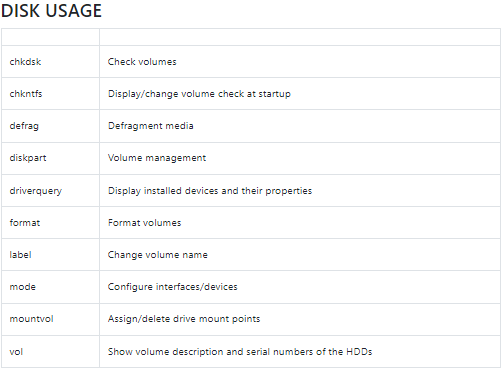 DISK USAGE
chkdsk Check volumes
chkntfs Display/change volume check at startup
defrag Defragment media
diskpart Volume management
driverquery Display installed devices and their properties
format Format volumes
label Change volume name
mode Configure interfaces/devices
mountvol Assign/delete drive mount points
vol Show volume description and serial numbers of the HDDs